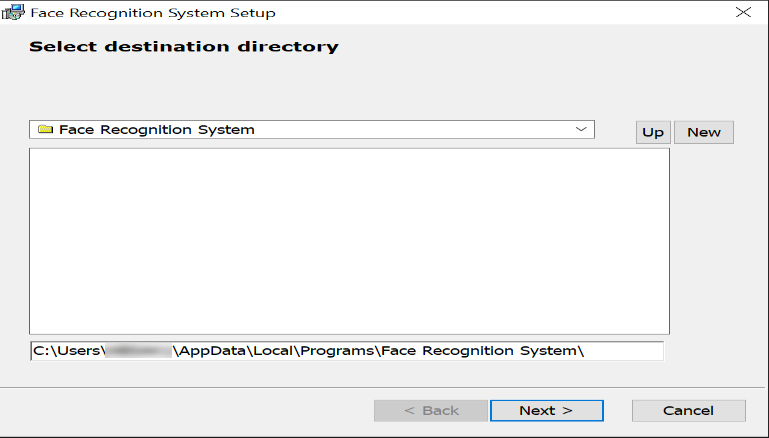 Face Recognition System Setup
Select destination directory
Face Recognition System
Up
New
C:\Users\ \AppData\Local\Programs\Face Recognition System\
< Back
Next >
Cancel